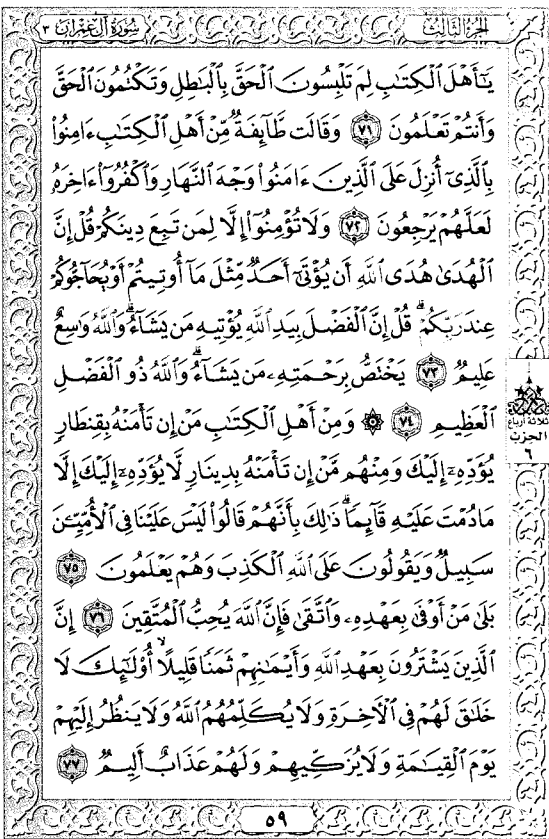 الجزء الثالث
سورة آل عمران ٣
يَـٰٓأَهْلَ ٱلْكِتَـٰبِ لِمَ تَلْبِسُونَ ٱلْحَقَّ بِٱلْبَـٰطِلِ وَتَكْتُمُونَ ٱلْحَقَّ
وَأَنتُمْ تَعْلَمُونَ ٧١ وَقَالَت طَّآئِفَةٌ مِّنْ أَهْلِ ٱلْكِتَـٰبِ ءَامِنُوا۟
بِٱلَّذِىٓ أُنزِلَ عَلَى ٱلَّذِينَ ءَامَنُوا۟ وَجْهَ ٱلنَّهَارِ وَٱكْفُرُوٓا۟ ءَاخِرَهُۥ
لَعَلَّهُمْ يَرْجِعُونَ ٧٢ وَلَا تُؤْمِنُوٓا۟ إِلَّا لِمَن تَبِعَ دِينَكُمْ قُلْ إِنَّ
ٱلْهُدَىٰ هُدَى ٱللَّهِ أَن يُؤْتَىٰٓ أَحَدٌ مِّثْلَ مَآ أُوتِيتُمْ أَوْ يُحَآجُّوكُمْ
عِندَ رَبِّكُمْ ۗ قُلْ إِنَّ ٱلْفَضْلَ بِيَدِ ٱللَّهِ يُؤْتِيهِ مَن يَشَآءُ ۗ وَٱللَّهُ وَٰسِعٌ
عَلِيمٌ ٧٣ يَخْتَصُّ بِرَحْمَتِهِۦ مَن يَشَآءُ ۗ وَٱللَّهُ ذُو ٱلْفَضْلِ
ٱلْعَظِيمِ ٧٤ ۞ وَمِنْ أَهْلِ ٱلْكِتَـٰبِ مَنْ إِن تَأْمَنْهُ بِقِنطَارٍ
يُؤَدِّهِۦٓ إِلَيْكَ وَمِنْهُم مَّنْ إِن تَأْمَنْهُ بِدِينَارٍ لَّا يُؤَدِّهِۦٓ إِلَيْكَ إِلَّا
مَا دُمْتَ عَلَيْهِ قَآئِمًا ۗ ذَٰلِكَ بِأَنَّهُمْ قَالُوا۟ لَيْسَ عَلَيْنَا فِى ٱلْأُمِّيِّـۧنَ
سَبِيلٌ وَيَقُولُونَ عَلَى ٱللَّهِ ٱلْكَذِبَ وَهُمْ يَعْلَمُونَ ٧٥
بَلَىٰ مَنْ أَوْفَىٰ بِعَهْدِهِۦ وَٱتَّقَىٰ فَإِنَّ ٱللَّهَ يُحِبُّ ٱلْمُتَّقِينَ ٧٦ إِنَّ
ٱلَّذِينَ يَشْتَرُونَ بِعَهْدِ ٱللَّهِ وَأَيْمَـٰنِهِمْ ثَمَنًا قَلِيلًا أُو۟لَـٰٓئِكَ لَا
خَلَـٰقَ لَهُمْ فِى ٱلْـَٔاخِرَةِ وَلَا يُكَلِّمُهُمُ ٱللَّهُ وَلَا يَنظُرُ إِلَيْهِمْ
يَوْمَ ٱلْقِيَـٰمَةِ وَلَا يُزَكِّيهِمْ وَلَهُمْ عَذَابٌ أَلِيمٌ ٧٧
ثلاثة أرباع
الحزب
٦
٥٩